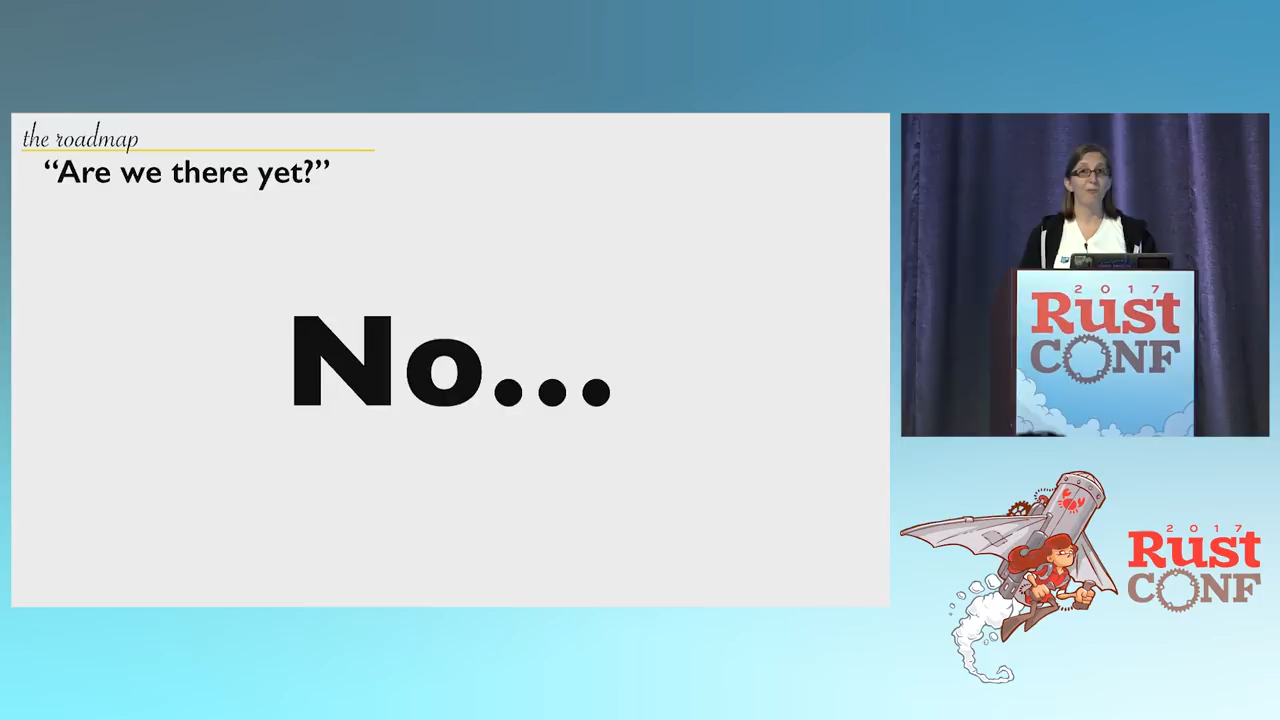 the roadmap
“Are we there yet?”
No...
2017
Rust
CONF
2017
Rust
CONF